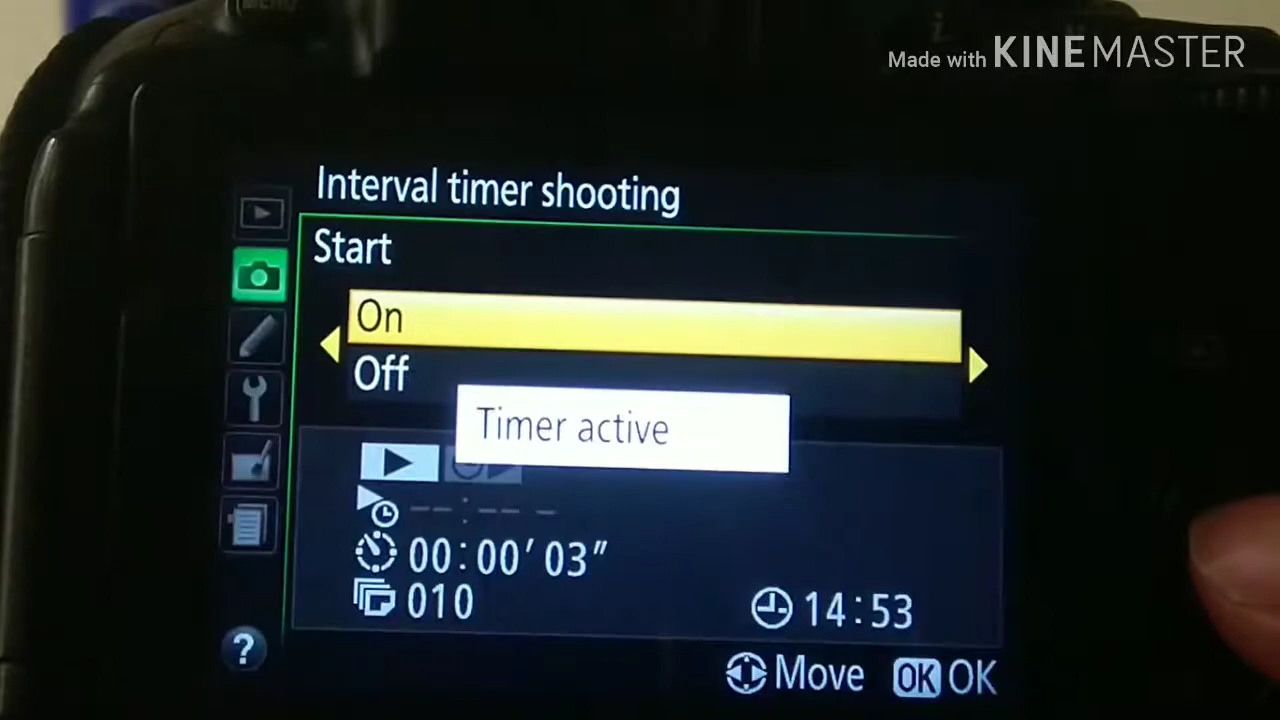 Made with KINEMASTER
Interval timer shooting
Start
On
Off
Timer active
--:-- --
00:00′03″
010
14:53
? Move OK OK